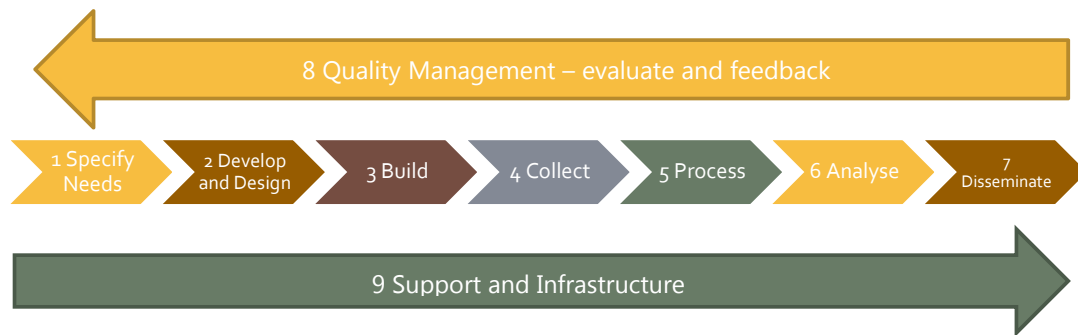 8 Quality Management – evaluate and feedback
1 Specify
Needs
2 Develop
and Design
3 Build
4 Collect
5 Process
6 Analyse
7
Disseminate
9 Support and Infrastructure